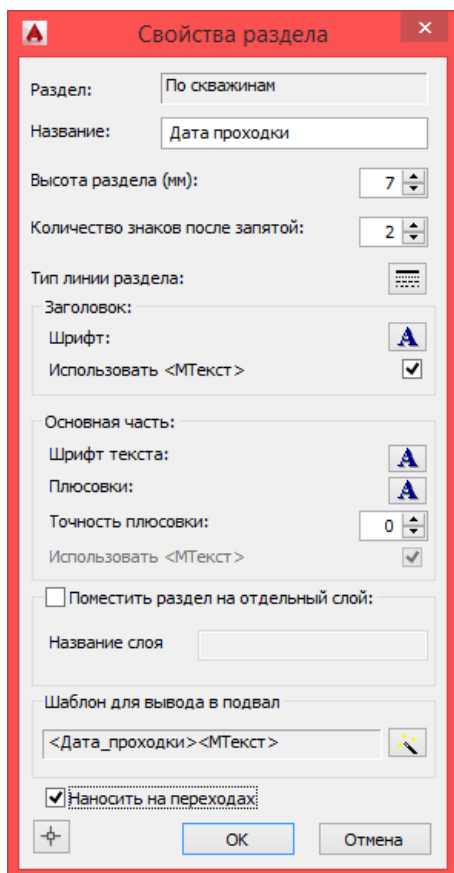 Свойства раздела
Раздел: По скважинам
Название: Дата проходки
Высота раздела (мм): 7
Количество знаков после запятой: 2
Тип линии раздела:
Заголовок:
Шрифт: A
Использовать <МТекст>
Основная часть:
Шрифт текста: A
Плюсовки: A
Точность плюсовки: 0
Использовать <МТекст>
Поместить раздел на отдельный слой:
Название слоя
Шаблон для вывода в подвал
<Дата_проходки><МТекст>
Наносить на переходах
ОК Отмена